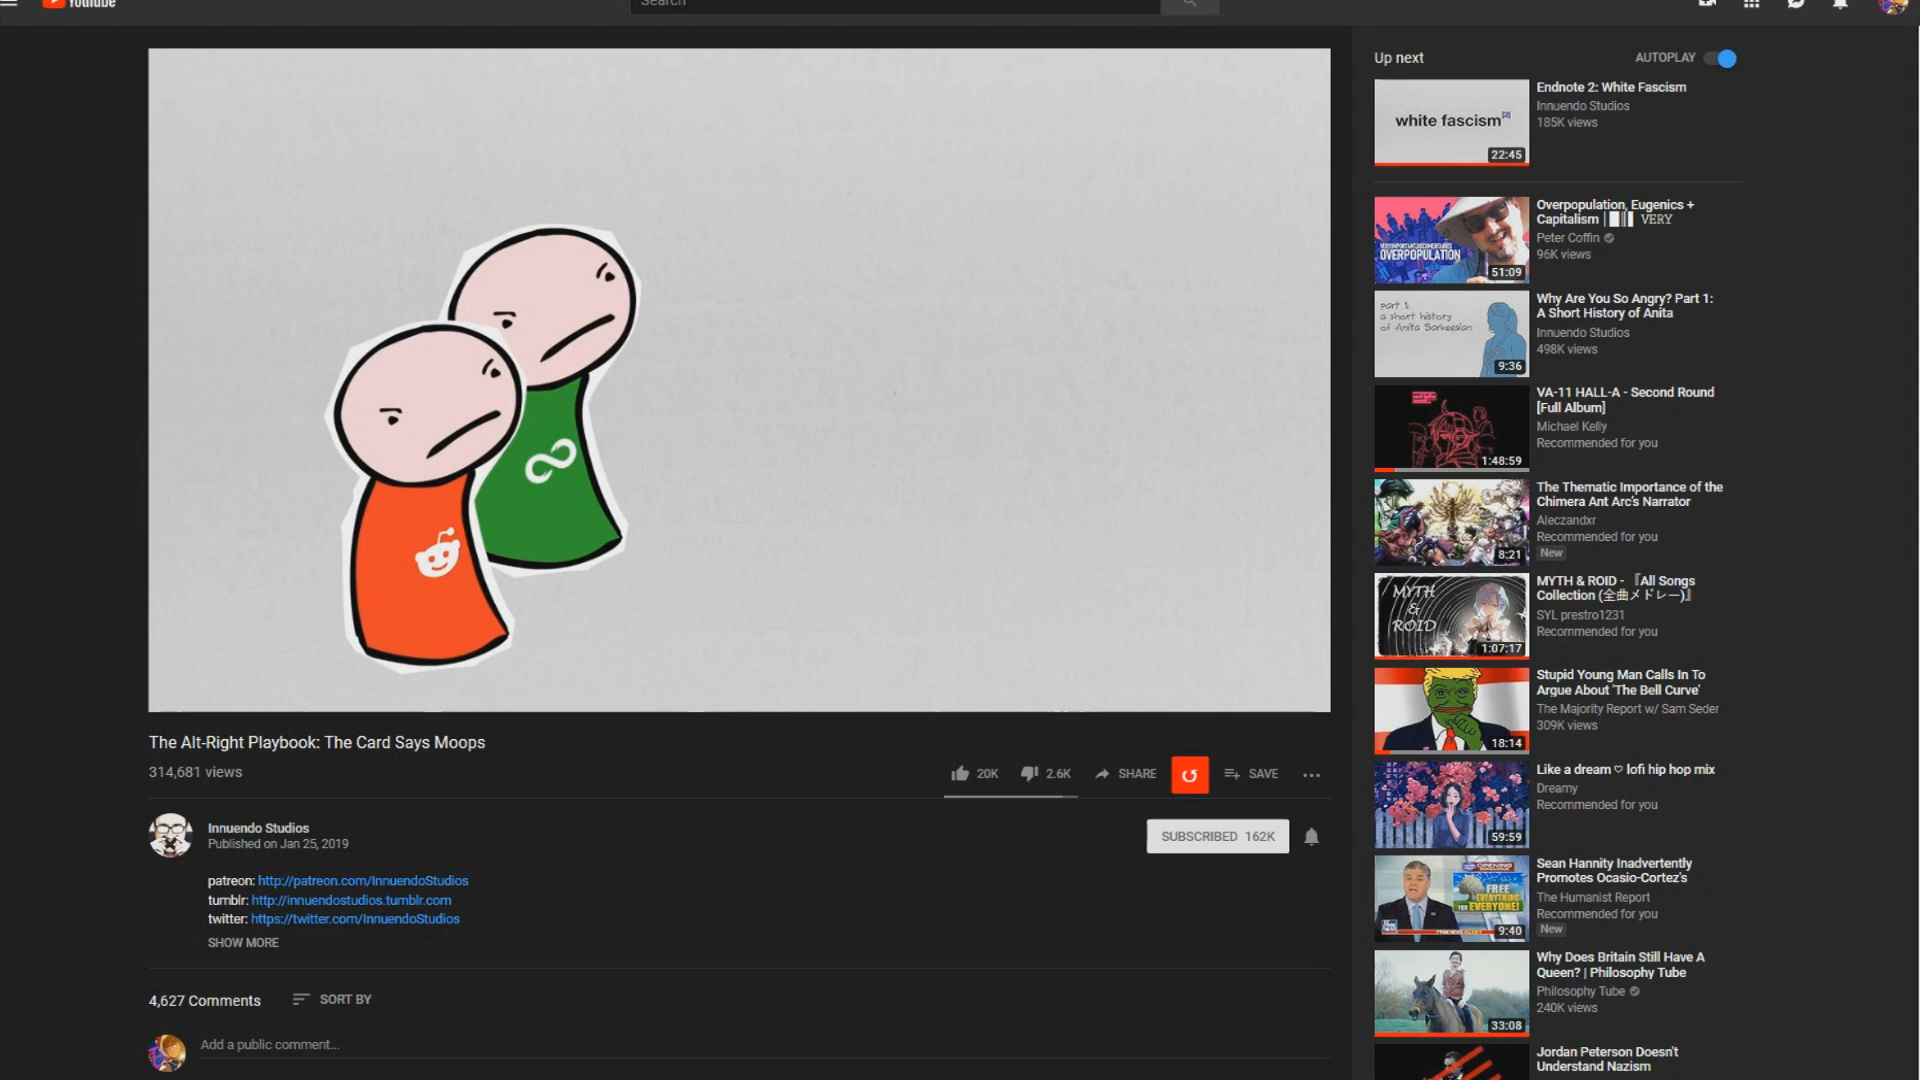 YouTube
Search
Up next
AUTOPLAY
white fascism[2]
22:45
Endnote 2: White Fascism
Innuendo Studios
185K views
OVERPOPULATION
51:09
Overpopulation, Eugenics +
Capitalism | VERY
Peter Coffin
96K views
part 1:
a short history
of Anita Sarkeesian
9:36
Why Are You So Angry? Part 1:
A Short History of Anita
Innuendo Studios
498K views
1:48:59
VA-11 HALL-A - Second Round
[Full Album]
Michael Kelly
Recommended for you
8:21
The Thematic Importance of the
Chimera Ant Arc's Narrator
Aleczandxr
Recommended for you
New
MYTH
&
ROID
1:07:17
MYTH & ROID - 『All Songs
Collection (全曲メドレー)』
SYL prestro1231
Recommended for you
18:14
Stupid Young Man Calls In To
Argue About 'The Bell Curve'
The Majority Report w/ Sam Seder
309K views
59:59
Like a dream ♡ lofi hip hop mix
Dreamy
Recommended for you
OPENING
FREE
EVERYTHING
FOR EVERYONE!
9:40
Sean Hannity Inadvertently
Promotes Ocasio-Cortez's
The Humanist Report
Recommended for you
New
33:08
Why Does Britain Still Have A
Queen? | Philosophy Tube
Philosophy Tube
240K views
Jordan Peterson Doesn't
Understand Nazism
The Alt-Right Playbook: The Card Says Moops
314,681 views
20K
2.6K
SHARE
SAVE
Innuendo Studios
Published on Jan 25, 2019
SUBSCRIBED 162K
patreon: http://patreon.com/InnuendoStudios
tumblr: http://innuendostudios.tumblr.com
twitter: https://twitter.com/InnuendoStudios
SHOW MORE
4,627 Comments
SORT BY
Add a public comment...